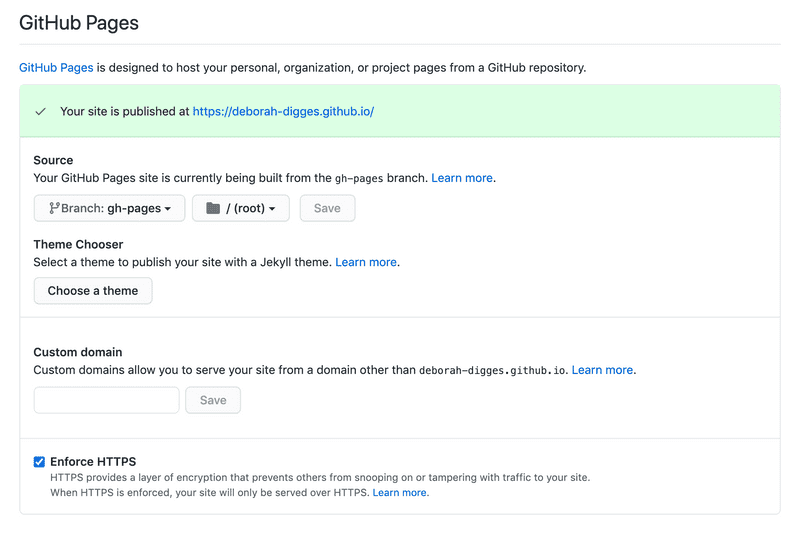 GitHub Pages
GitHub Pages is designed to host your personal, organization, or project pages from a GitHub repository.
Your site is published at https://deborah-digges.github.io/
Source
Your GitHub Pages site is currently being built from the gh-pages branch. Learn more.
Branch: gh-pages / (root) Save
Theme Chooser
Select a theme to publish your site with a Jekyll theme. Learn more.
Choose a theme
Custom domain
Custom domains allow you to serve your site from a domain other than deborah-digges.github.io. Learn more.
Save
Enforce HTTPS
HTTPS provides a layer of encryption that prevents others from snooping on or tampering with traffic to your site.
When HTTPS is enforced, your site will only be served over HTTPS. Learn more.